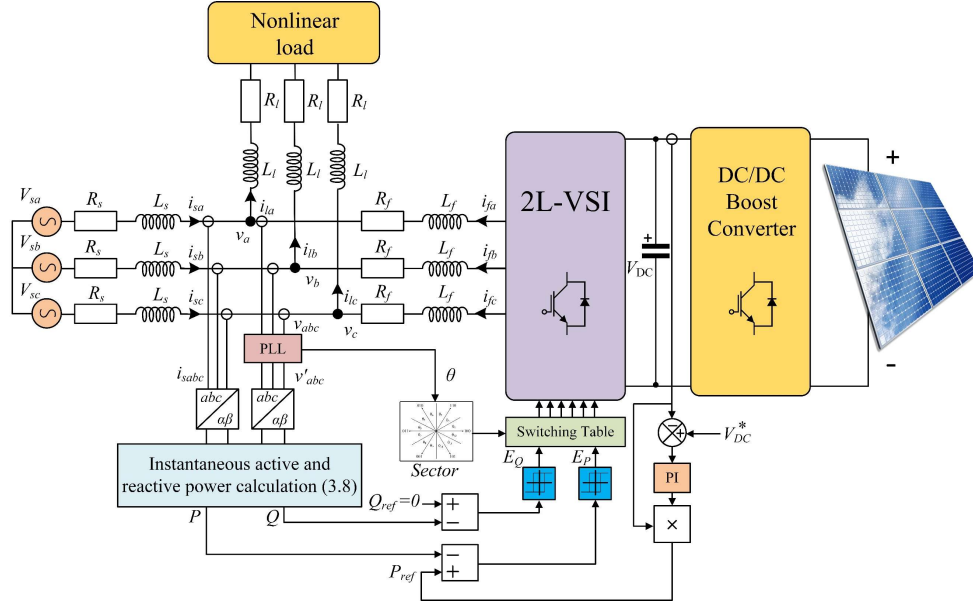 Nonlinear
load
R_l R_l R_l
L_l L_l L_l
V_sa R_s L_s i_sa i_la v_a R_f L_f i_fa
V_sb R_s L_s i_sb i_lb v_b R_f L_f i_fb
V_sc R_s L_s i_sc i_lc v_c R_f L_f i_fc
2L-VSI
+
V_DC
DC/DC
Boost
Converter
+
-
v_abc
PLL
θ
i_sabc v'_abc
abc
αβ
abc
αβ
Sector
Switching Table
E_Q E_P
- +
V_DC^*
PI
×
Instantaneous active and
reactive power calculation (3.8)
P Q
Q_ref=0
+
−
P_ref
−
+